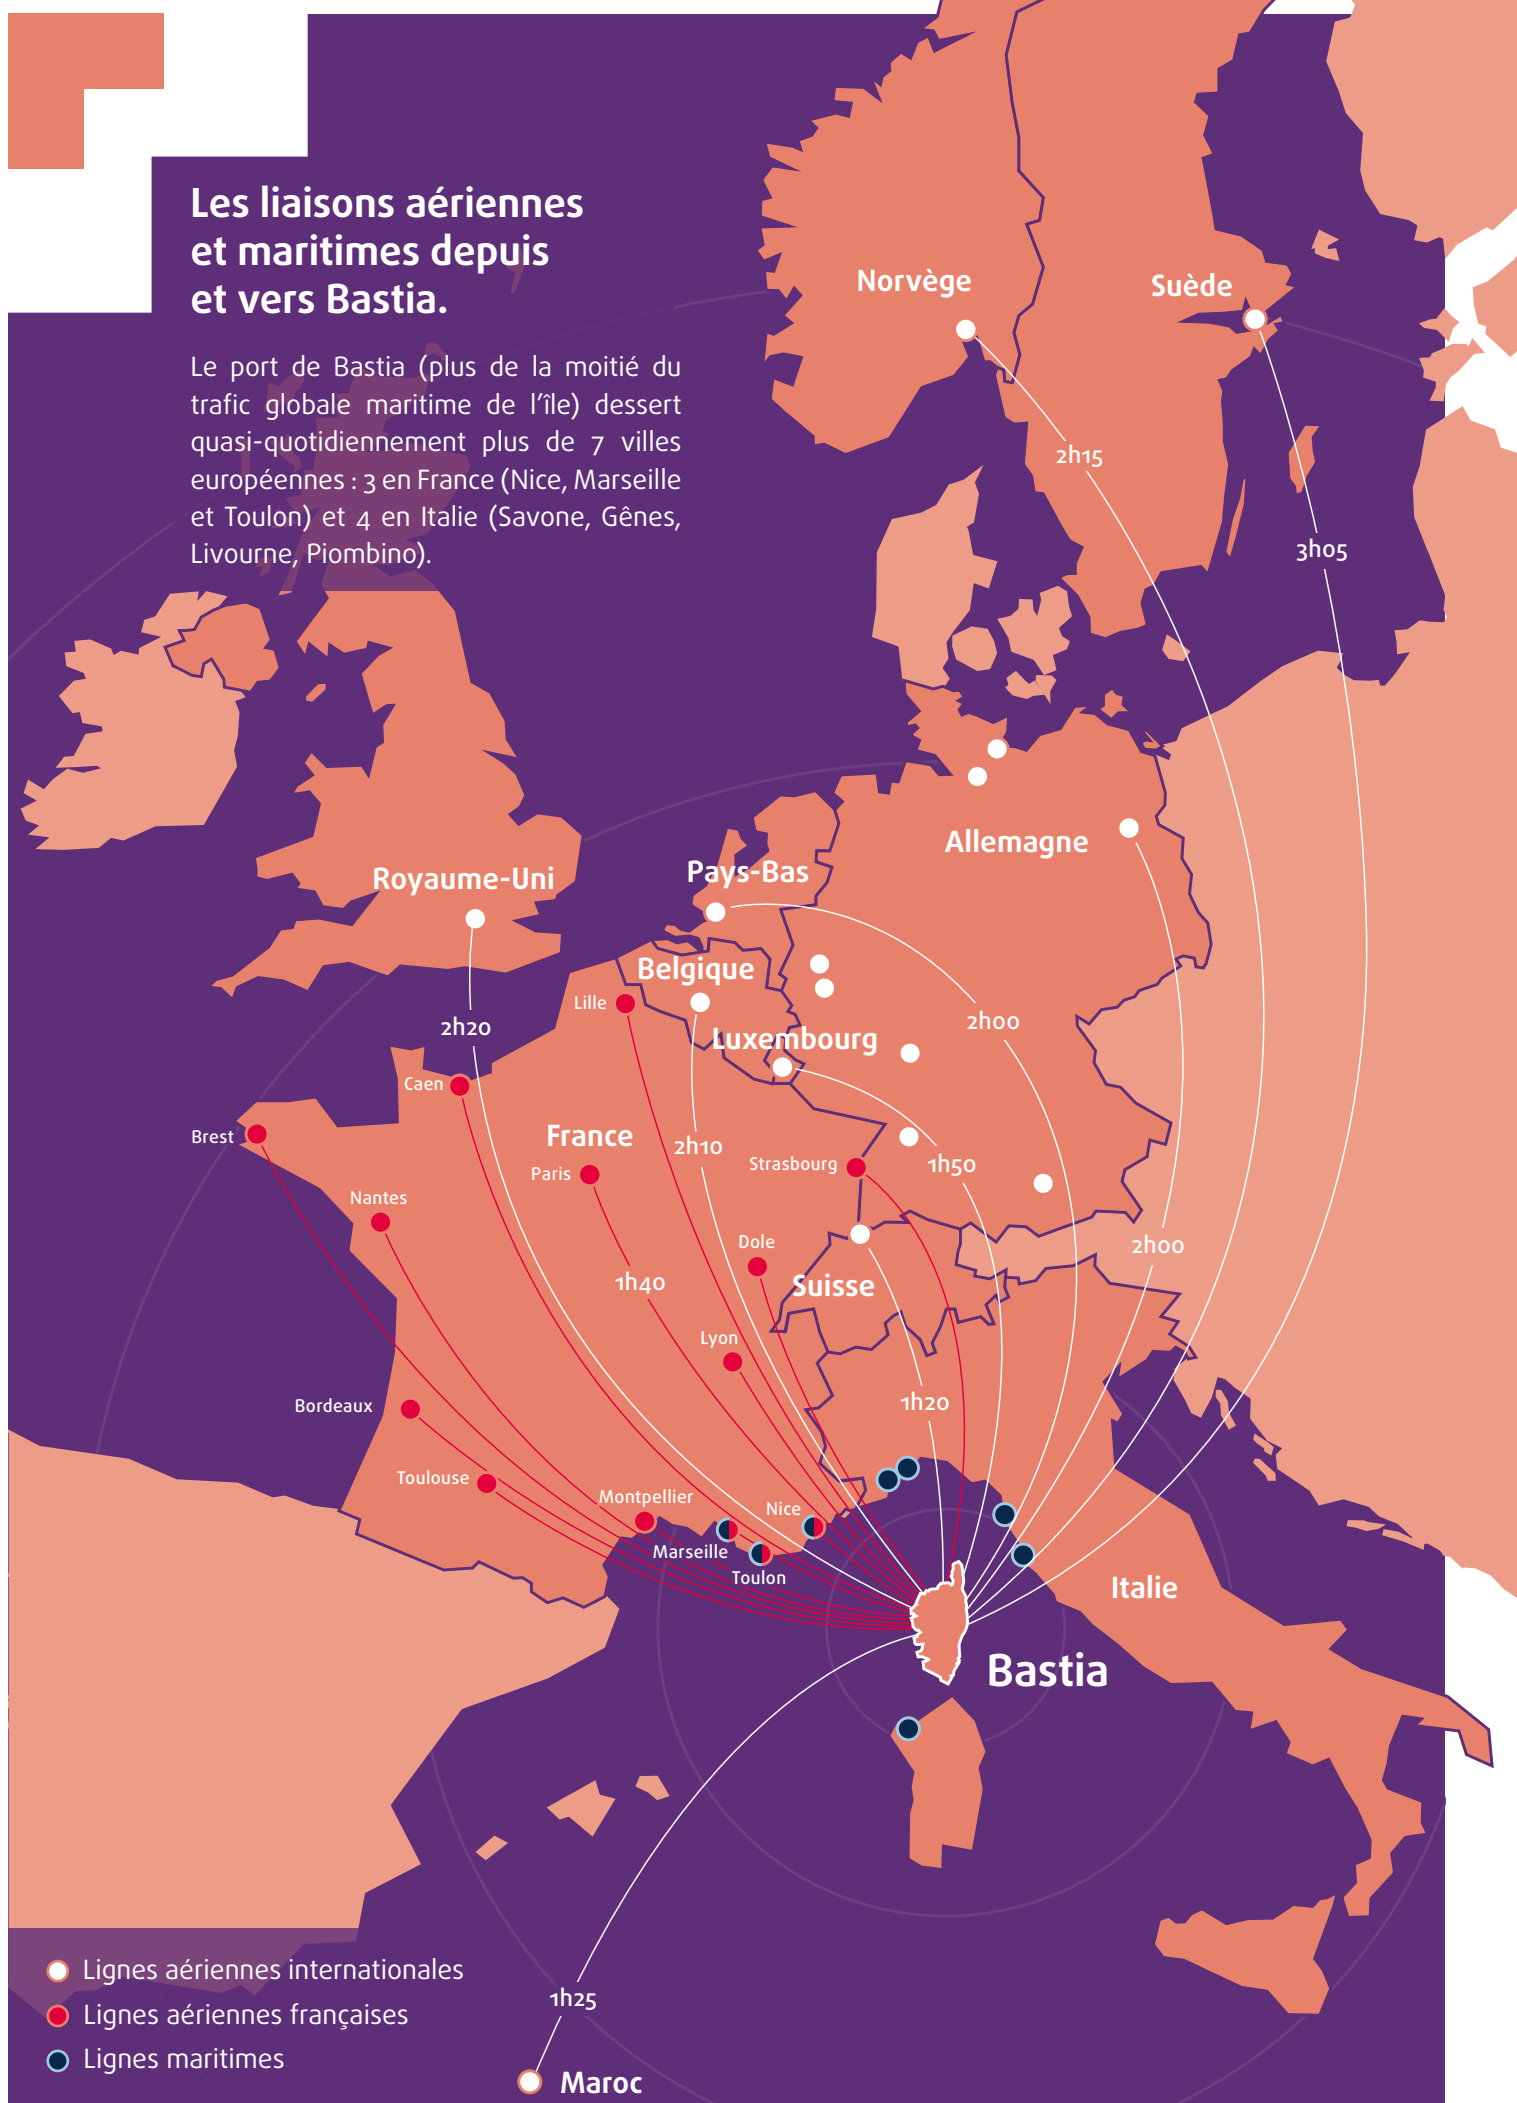 Les liaisons aériennes
et maritimes depuis
et vers Bastia.
Le port de Bastia (plus de la moitié du
trafic globale maritime de l'île) dessert
quasi-quotidiennement plus de 7 villes
européennes : 3 en France (Nice, Marseille
et Toulon) et 4 en Italie (Savone, Gênes,
Livourne, Piombino).
Norvège
Suède
2h15
3h05
Allemagne
Royaume-Uni
Pays-Bas
Belgique
Lille
2h20
2h00
Luxembourg
Caen
Brest
France
2h10
Paris
Strasbourg
1h50
Nantes
Dole
2h00
1h40
Suisse
Lyon
Bordeaux
1h20
Toulouse
Montpellier
Nice
Marseille
Toulon
Italie
Bastia
Lignes aériennes internationales
1h25
Lignes aériennes françaises
Lignes maritimes
Maroc